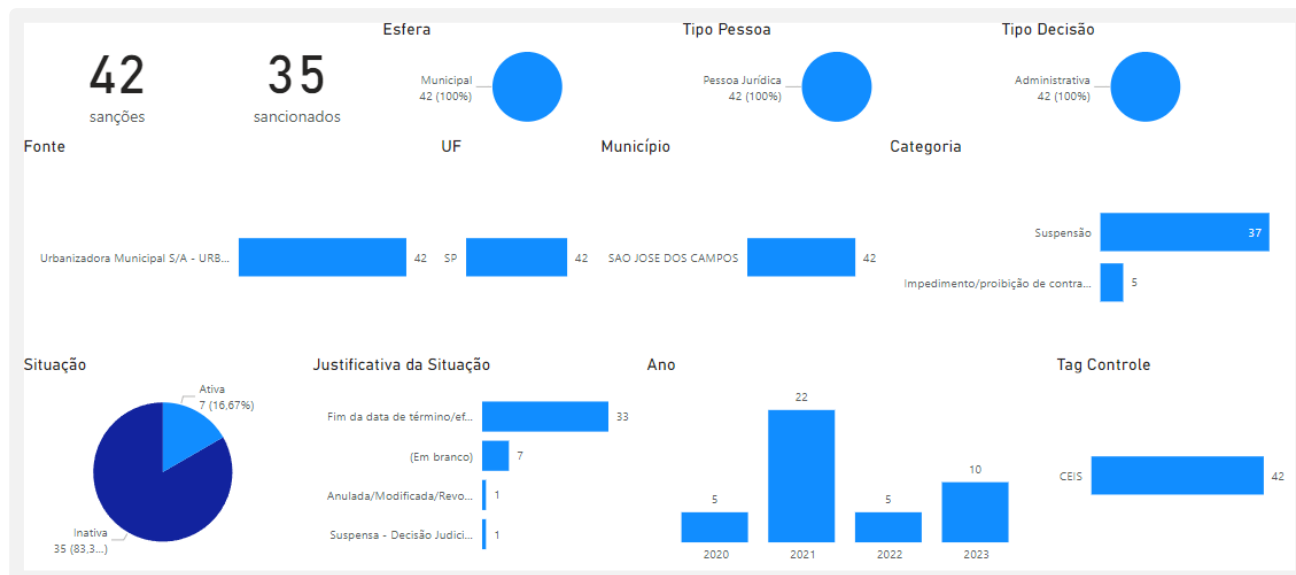 42
sanções
35
sancionados
Esfera
Municipal
42 (100%)
Tipo Pessoa
Pessoa Jurídica
42 (100%)
Tipo Decisão
Administrativa
42 (100%)
Fonte
Urbanizadora Municipal S/A - URB...
42
UF
SP
42
Município
SAO JOSE DOS CAMPOS
42
Categoria
Suspensão
37
Impedimento/proibição de contra...
5
Situação
Ativa
7 (16,67%)
Inativa
35 (83,3...)
Justificativa da Situação
Fim da data de término/ef...
33
(Em branco)
7
Anulada/Modificada/Revo...
1
Suspensa - Decisão Judici...
1
Ano
5
22
5
10
2020
2021
2022
2023
Tag Controle
CEIS
42